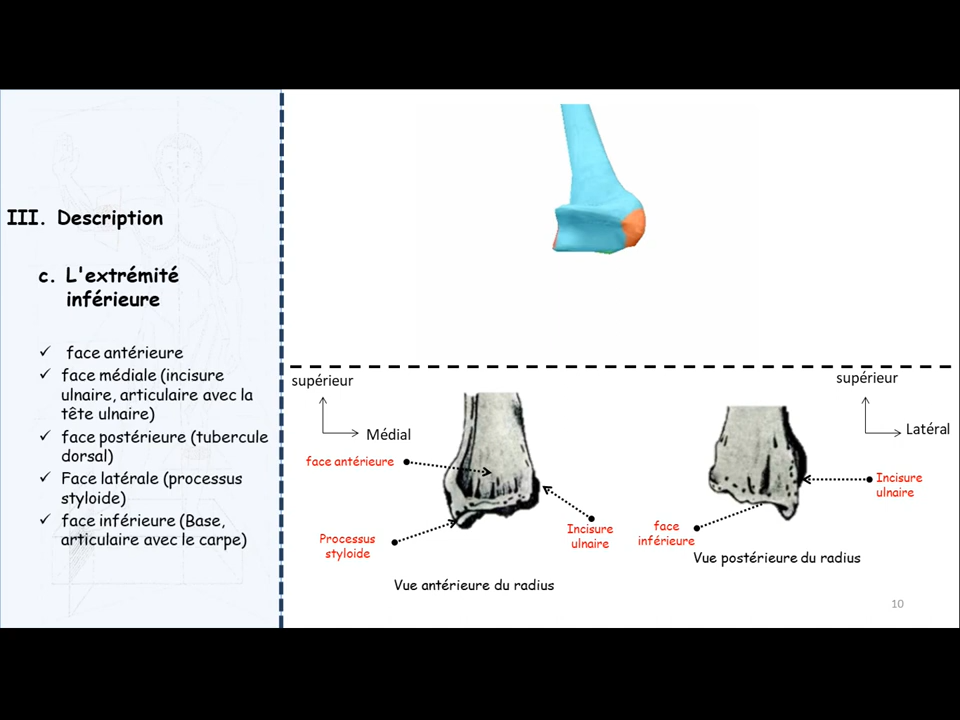 III. Description
c. L'extrémité
inférieure
✓ face antérieure
✓ face médiale (incisure
ulnaire, articulaire avec la
tête ulnaire)
✓ face postérieure (tubercule
dorsal)
✓ Face latérale (processus
styloide)
✓ face inférieure (Base,
articulaire avec le carpe)
supérieur
Médial
face antérieure
Processus
styloide
Incisure
ulnaire
Vue antérieure du radius
supérieur
Latéral
Incisure
ulnaire
face
inférieure
Vue postérieure du radius
10